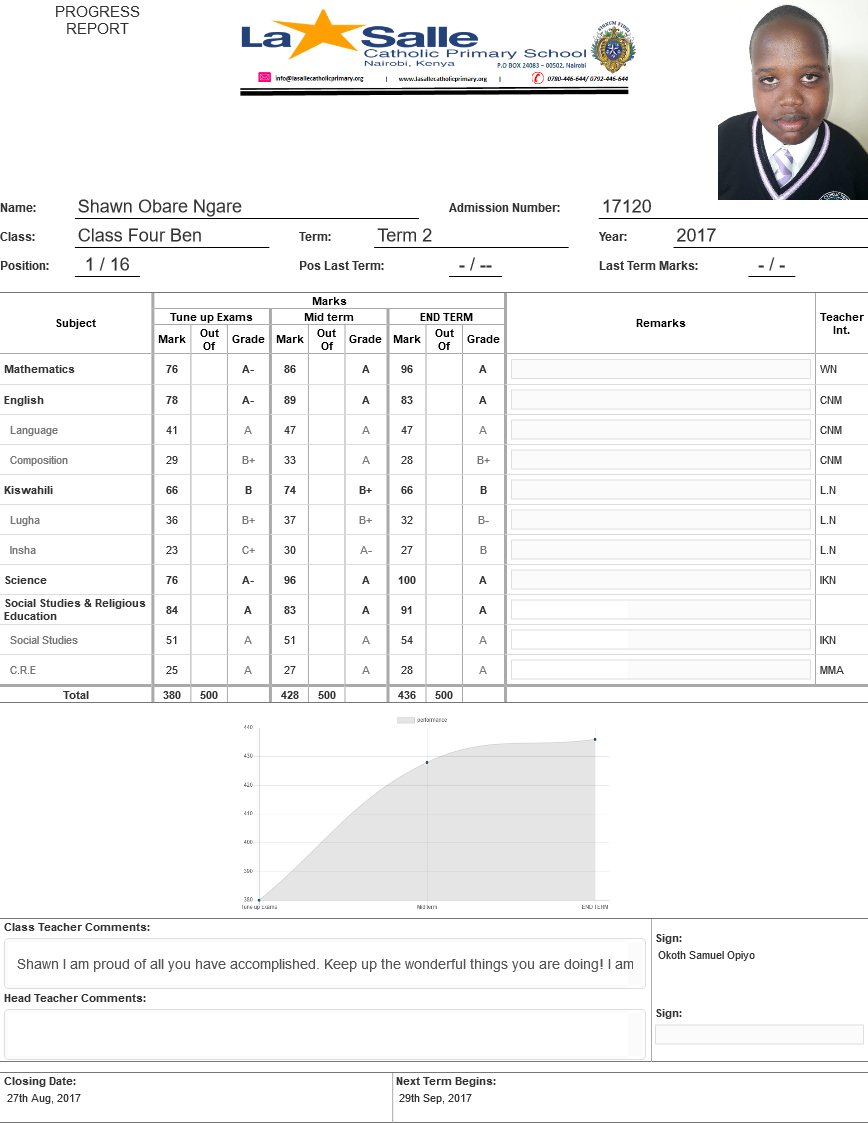 PROGRESS
REPORT
La Salle
Catholic Primary School
Nairobi, Kenya
P.O BOX 24083 – 00502, Nairobi
info@lasallecatholicprimary.org | www.lasallecatholicprimary.org | 0780-446-644/ 0792-446-644
Name: Shawn Obare Ngare Admission Number: 17120
Class: Class Four Ben Term: Term 2 Year: 2017
Position: 1 / 16 Pos Last Term: - / -- Last Term Marks: - / -
Subject Marks Remarks Teacher Int.
Tune up Exams Mid term END TERM
Mark Out Of Grade Mark Out Of Grade Mark Out Of Grade
Mathematics 76 A- 86 A 96 A WN
English 78 A- 89 A 83 A CNM
Language 41 A 47 A 47 A CNM
Composition 29 B+ 33 A 28 B+ CNM
Kiswahili 66 B 74 B+ 66 B L.N
Lugha 36 B+ 37 B+ 32 B- L.N
Insha 23 C+ 30 A- 27 B L.N
Science 76 A- 96 A 100 A IKN
Social Studies & Religious Education 84 A 83 A 91 A
Social Studies 51 A 51 A 54 A IKN
C.R.E 25 A 27 A 28 A MMA
Total 380 500 428 500 436 500
performance
440
430
420
410
400
390
380
Tune up Exams Mid term END TERM
Class Teacher Comments:
Shawn I am proud of all you have accomplished. Keep up the wonderful things you are doing! I am
Sign:
Okoth Samuel Opiyo
Head Teacher Comments:
Sign:
Closing Date: Next Term Begins:
27th Aug, 2017 29th Sep, 2017